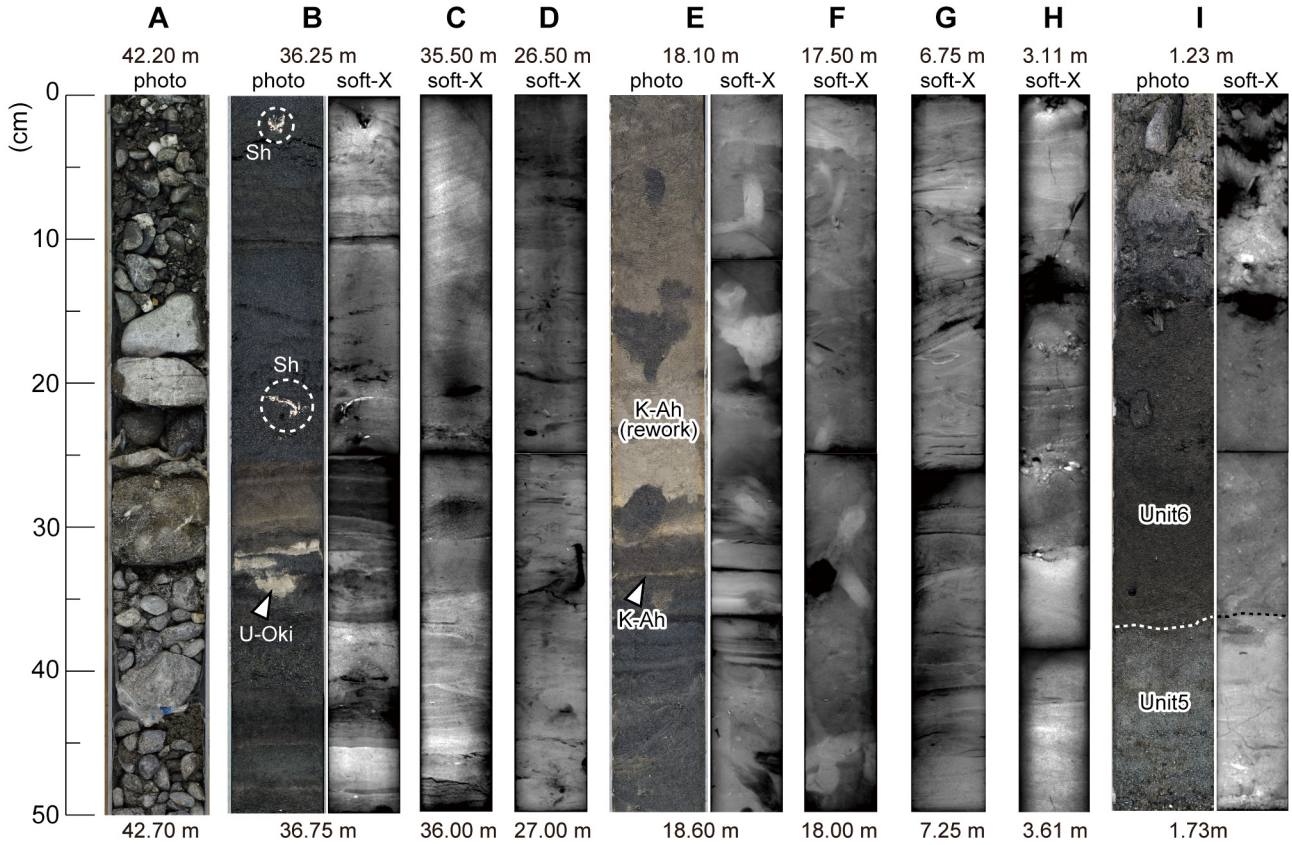 A B C D E F G H I
42.20 m 36.25 m 35.50 m 26.50 m 18.10 m 17.50 m 6.75 m 3.11 m 1.23 m
photo photo soft-X soft-X soft-X photo soft-X soft-X soft-X soft-X photo soft-X
0
(cm)
Sh
10
Sh
20
K-Ah
(rework)
30
Unit6
K-Ah
U-Oki
40
Unit5
50
42.70 m 36.75 m 36.00 m 27.00 m 18.60 m 18.00 m 7.25 m 3.61 m 1.73m